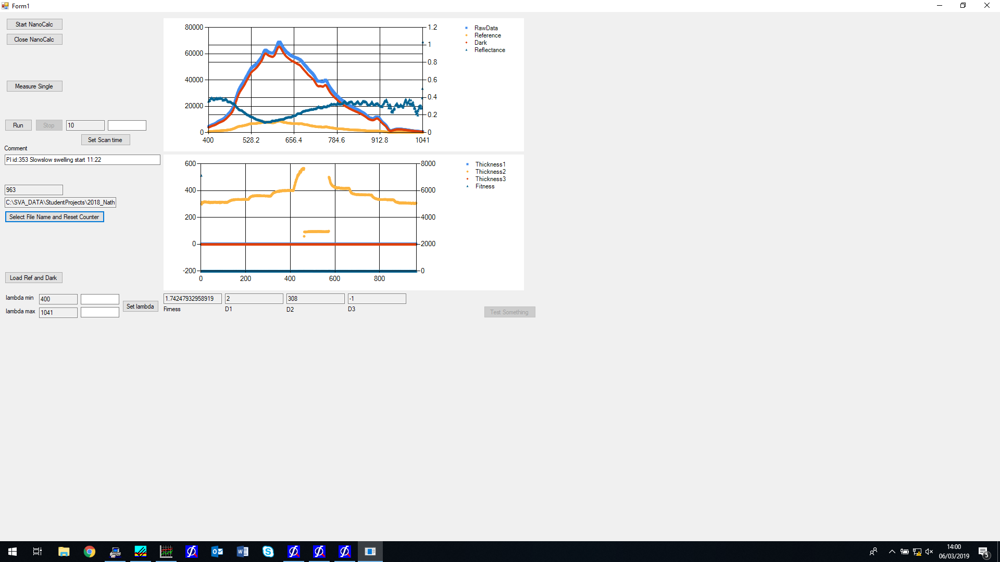 Form1
Start NanoCalc
Close NanoCalc
Measure Single
Run Stop 10
Set Scan time
Comment
PI id:353 Slowslow swelling start 11:22
963
C:\SVA_DATA\StudentProjects\2018_Nath
Select File Name and Reset Counter
Load Ref and Dark
lambda min 400
Set lambda
lambda max 1041
80000
60000
40000
20000
0
1.2
1
0.8
0.6
0.4
0.2
0
400 528.2 656.4 784.6 912.8 1041
RawData
Reference
Dark
Reflectance
600
400
200
0
-200
8000
6000
4000
2000
0
0 200 400 600 800
Thickness1
Thickness2
Thickness3
Fitness
1.74247932958919 2 308 -1
Firness D1 D2 D3
Test Something
14:00
06/03/2019
5